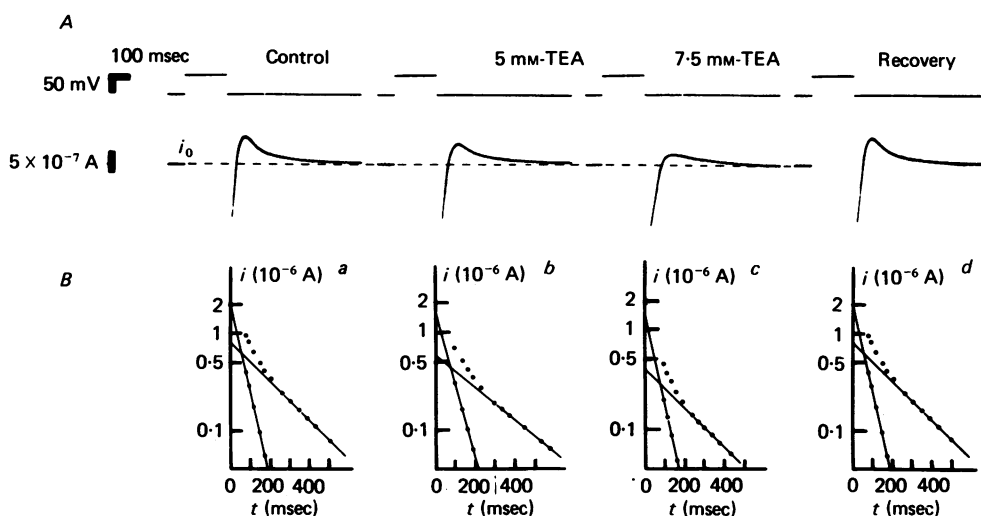 A
100 msec Control 5 mM-TEA 7·5 mM-TEA Recovery
50 mV
i₀
5 × 10⁻⁷ A
B
i (10⁻⁶ A) a i (10⁻⁶ A) b i (10⁻⁶ A) c i (10⁻⁶ A) d
2 2 2 2
1 1 1 1
0·5 0·5 0·5 0·5
0·1 0·1 0·1 0·1
0 200 400 0 200 400 0 200 400 0 200 400
t (msec) t (msec) t (msec) t (msec)